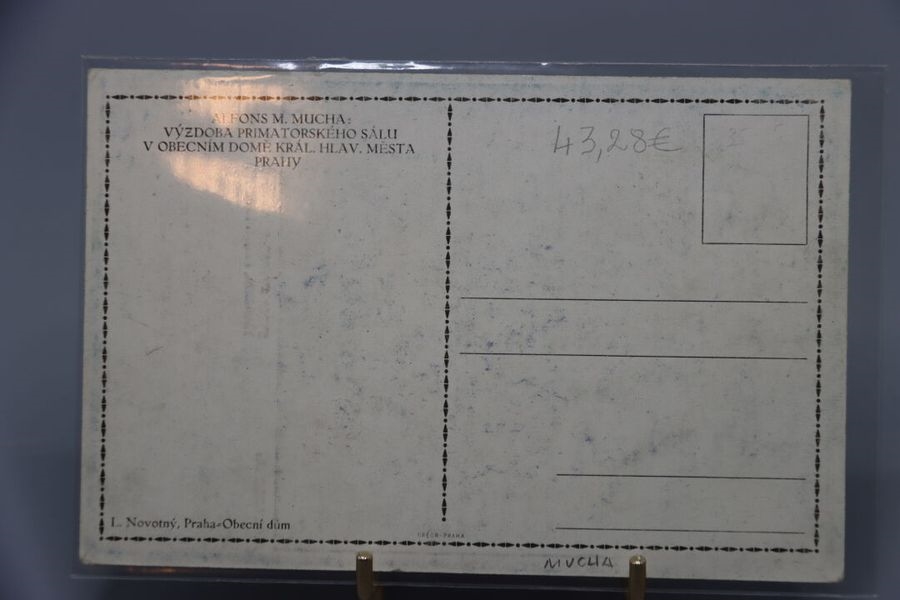 ALFONS M. MUCHA:
VÝZDOBA PRIMATORSKÉHO SÁLU
V OBECNÍM DOMĚ KRÁL. HLAV. MĚSTA
PRAHY
43,28€
L. Novotný, Praha-Obecní dům
MUCHA